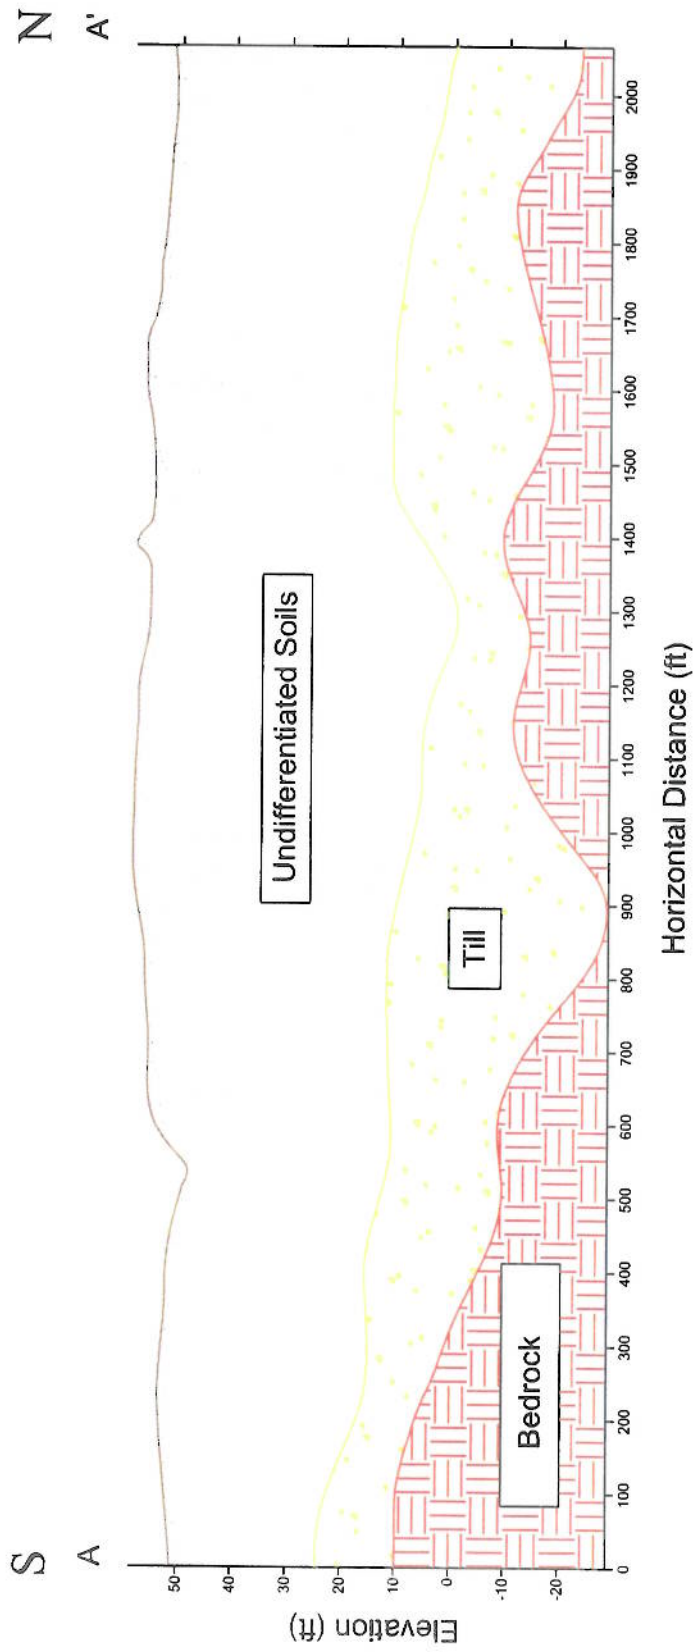 S
N
A
A'
Elevation (ft)
50
40
30
20
10
0
-10
-20
Undifferentiated Soils
Till
Bedrock
0 100 200 300 400 500 600 700 800 900 1000 1100 1200 1300 1400 1500 1600 1700 1800 1900 2000
Horizontal Distance (ft)